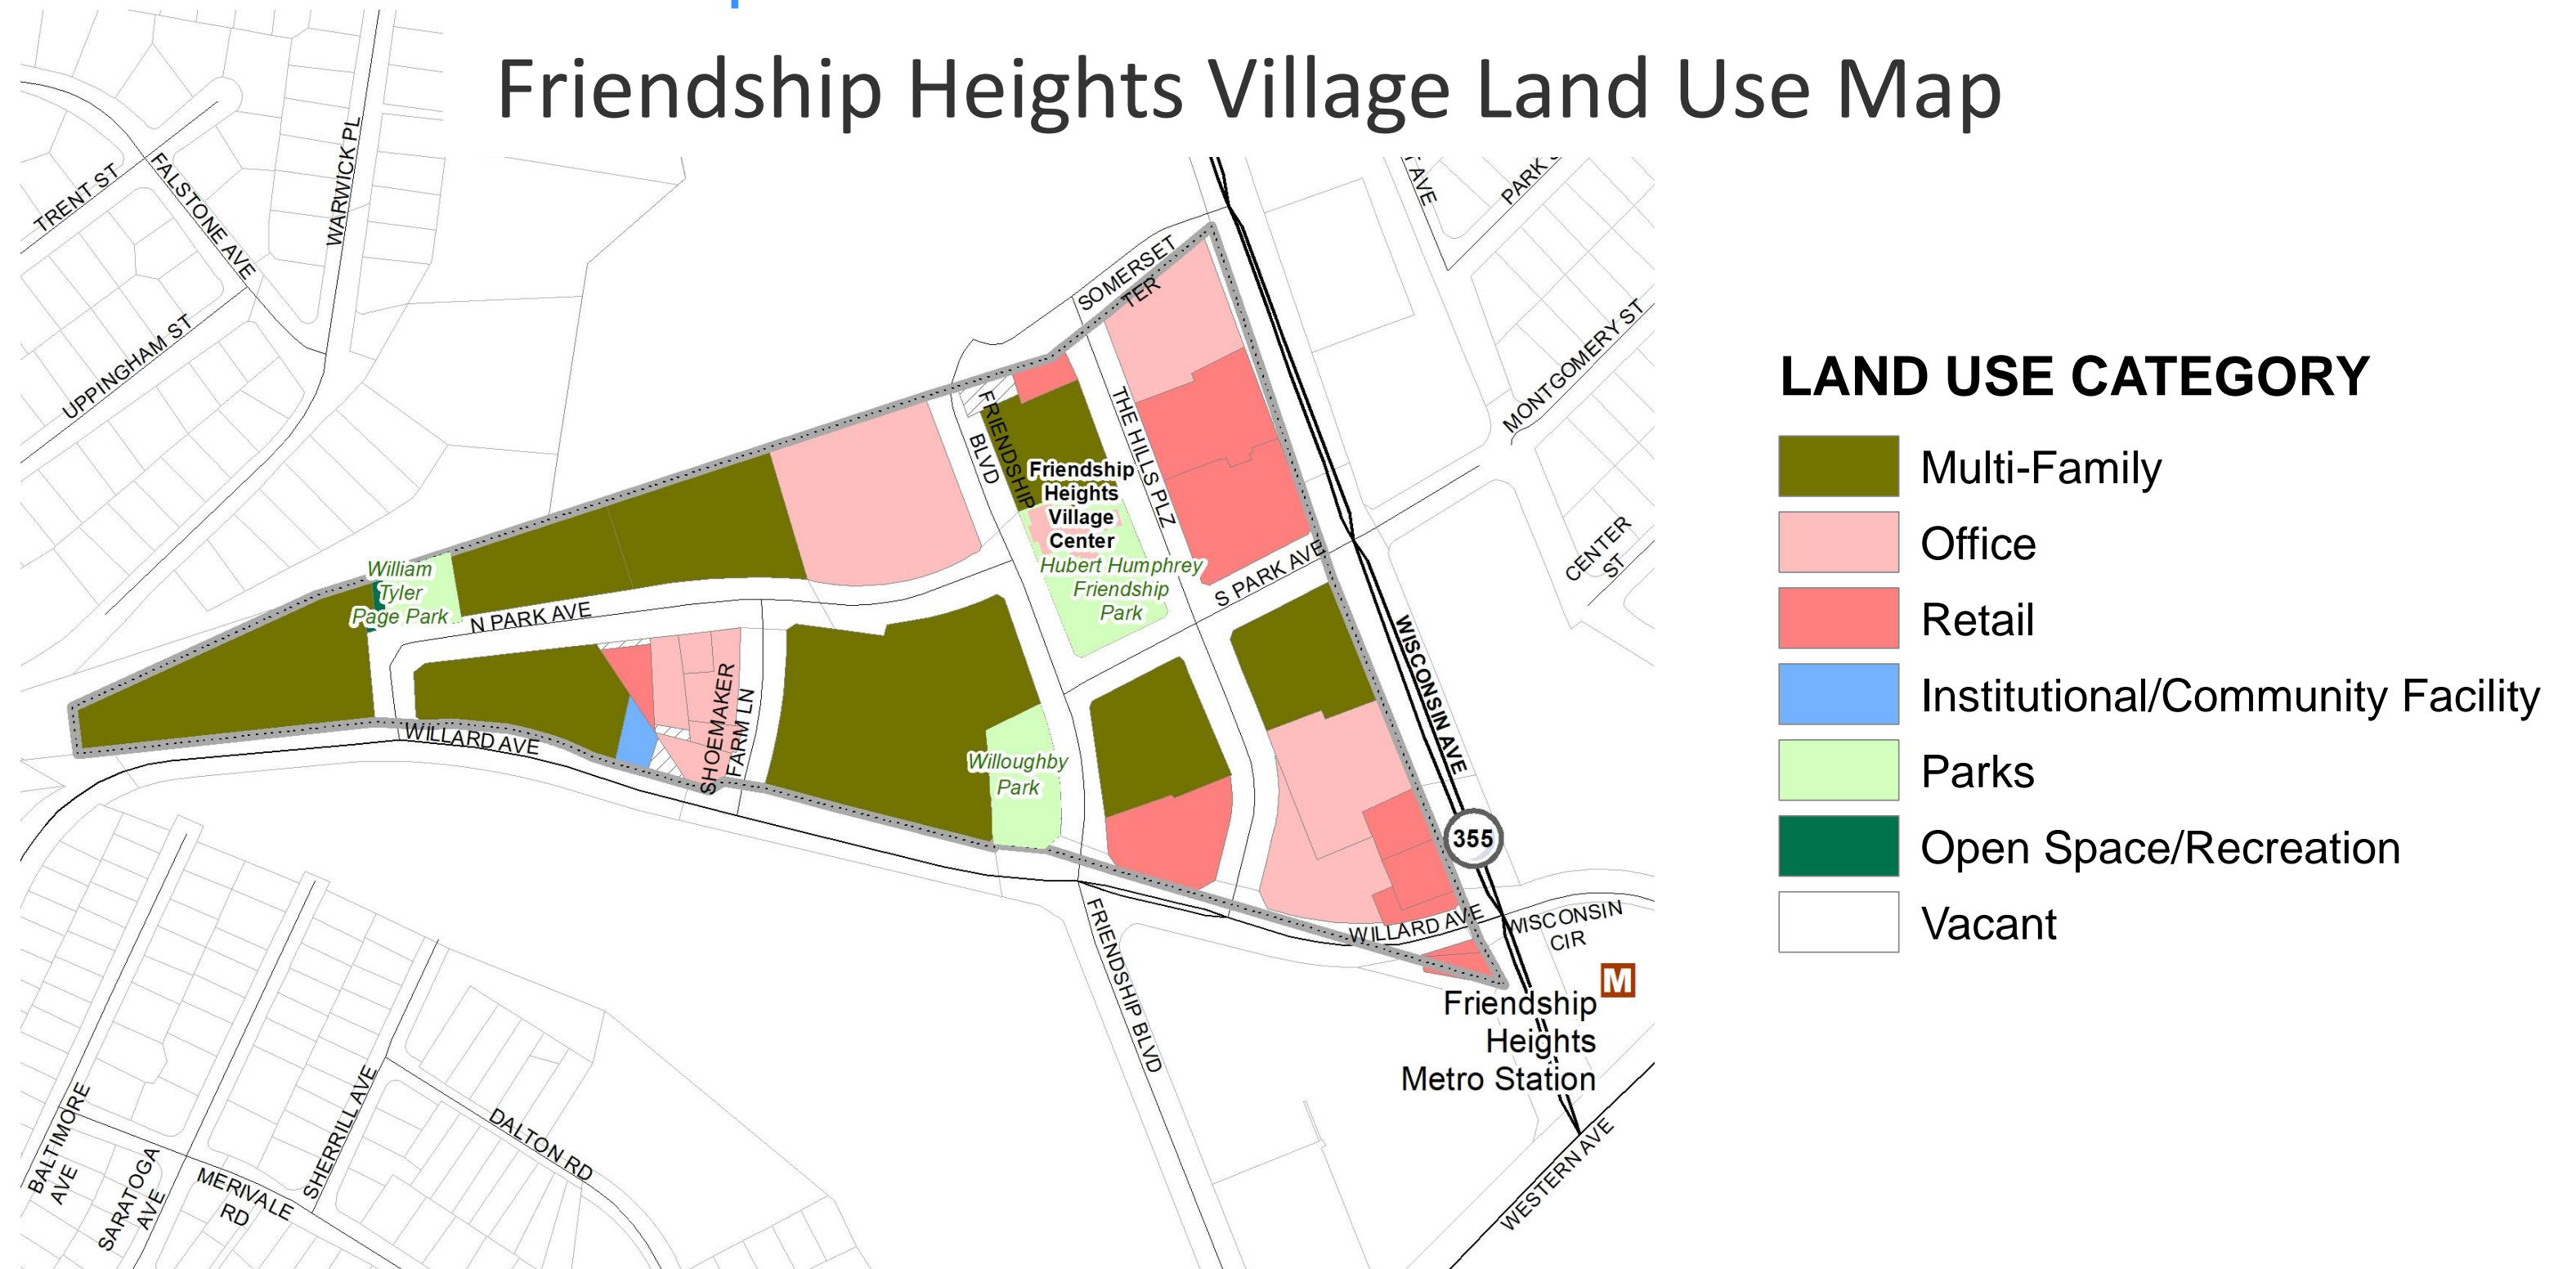 Friendship Heights Village Land Use Map
TRENT ST
FALSTONE AVE
WARWICK PL
UPPINGHAM ST
SOMERSET
TER
AVE
PARK
MONTGOMERY ST
CENTER
ST
THE HILLS PLZ
FRIENDSHIP
BLVD
Friendship
Heights
Village
Center
Hubert Humphrey
Friendship
Park
S PARK AVE
William
Tyler
Page Park
N PARK AVE
WILLARD AVE
SHOEMAKER
FARM LN
Willoughby
Park
WISCONSIN AVE
355
WILLARD AVE
WISCONSIN
CIR
M
Friendship
Heights
Metro Station
FRIENDSHIP BLVD
WESTERN AVE
BALTIMORE
AVE
SARATOGA
AVE
MERIVALE
RD
SHERRILL AVE
DALTON RD
LAND USE CATEGORY
Multi-Family
Office
Retail
Institutional/Community Facility
Parks
Open Space/Recreation
Vacant